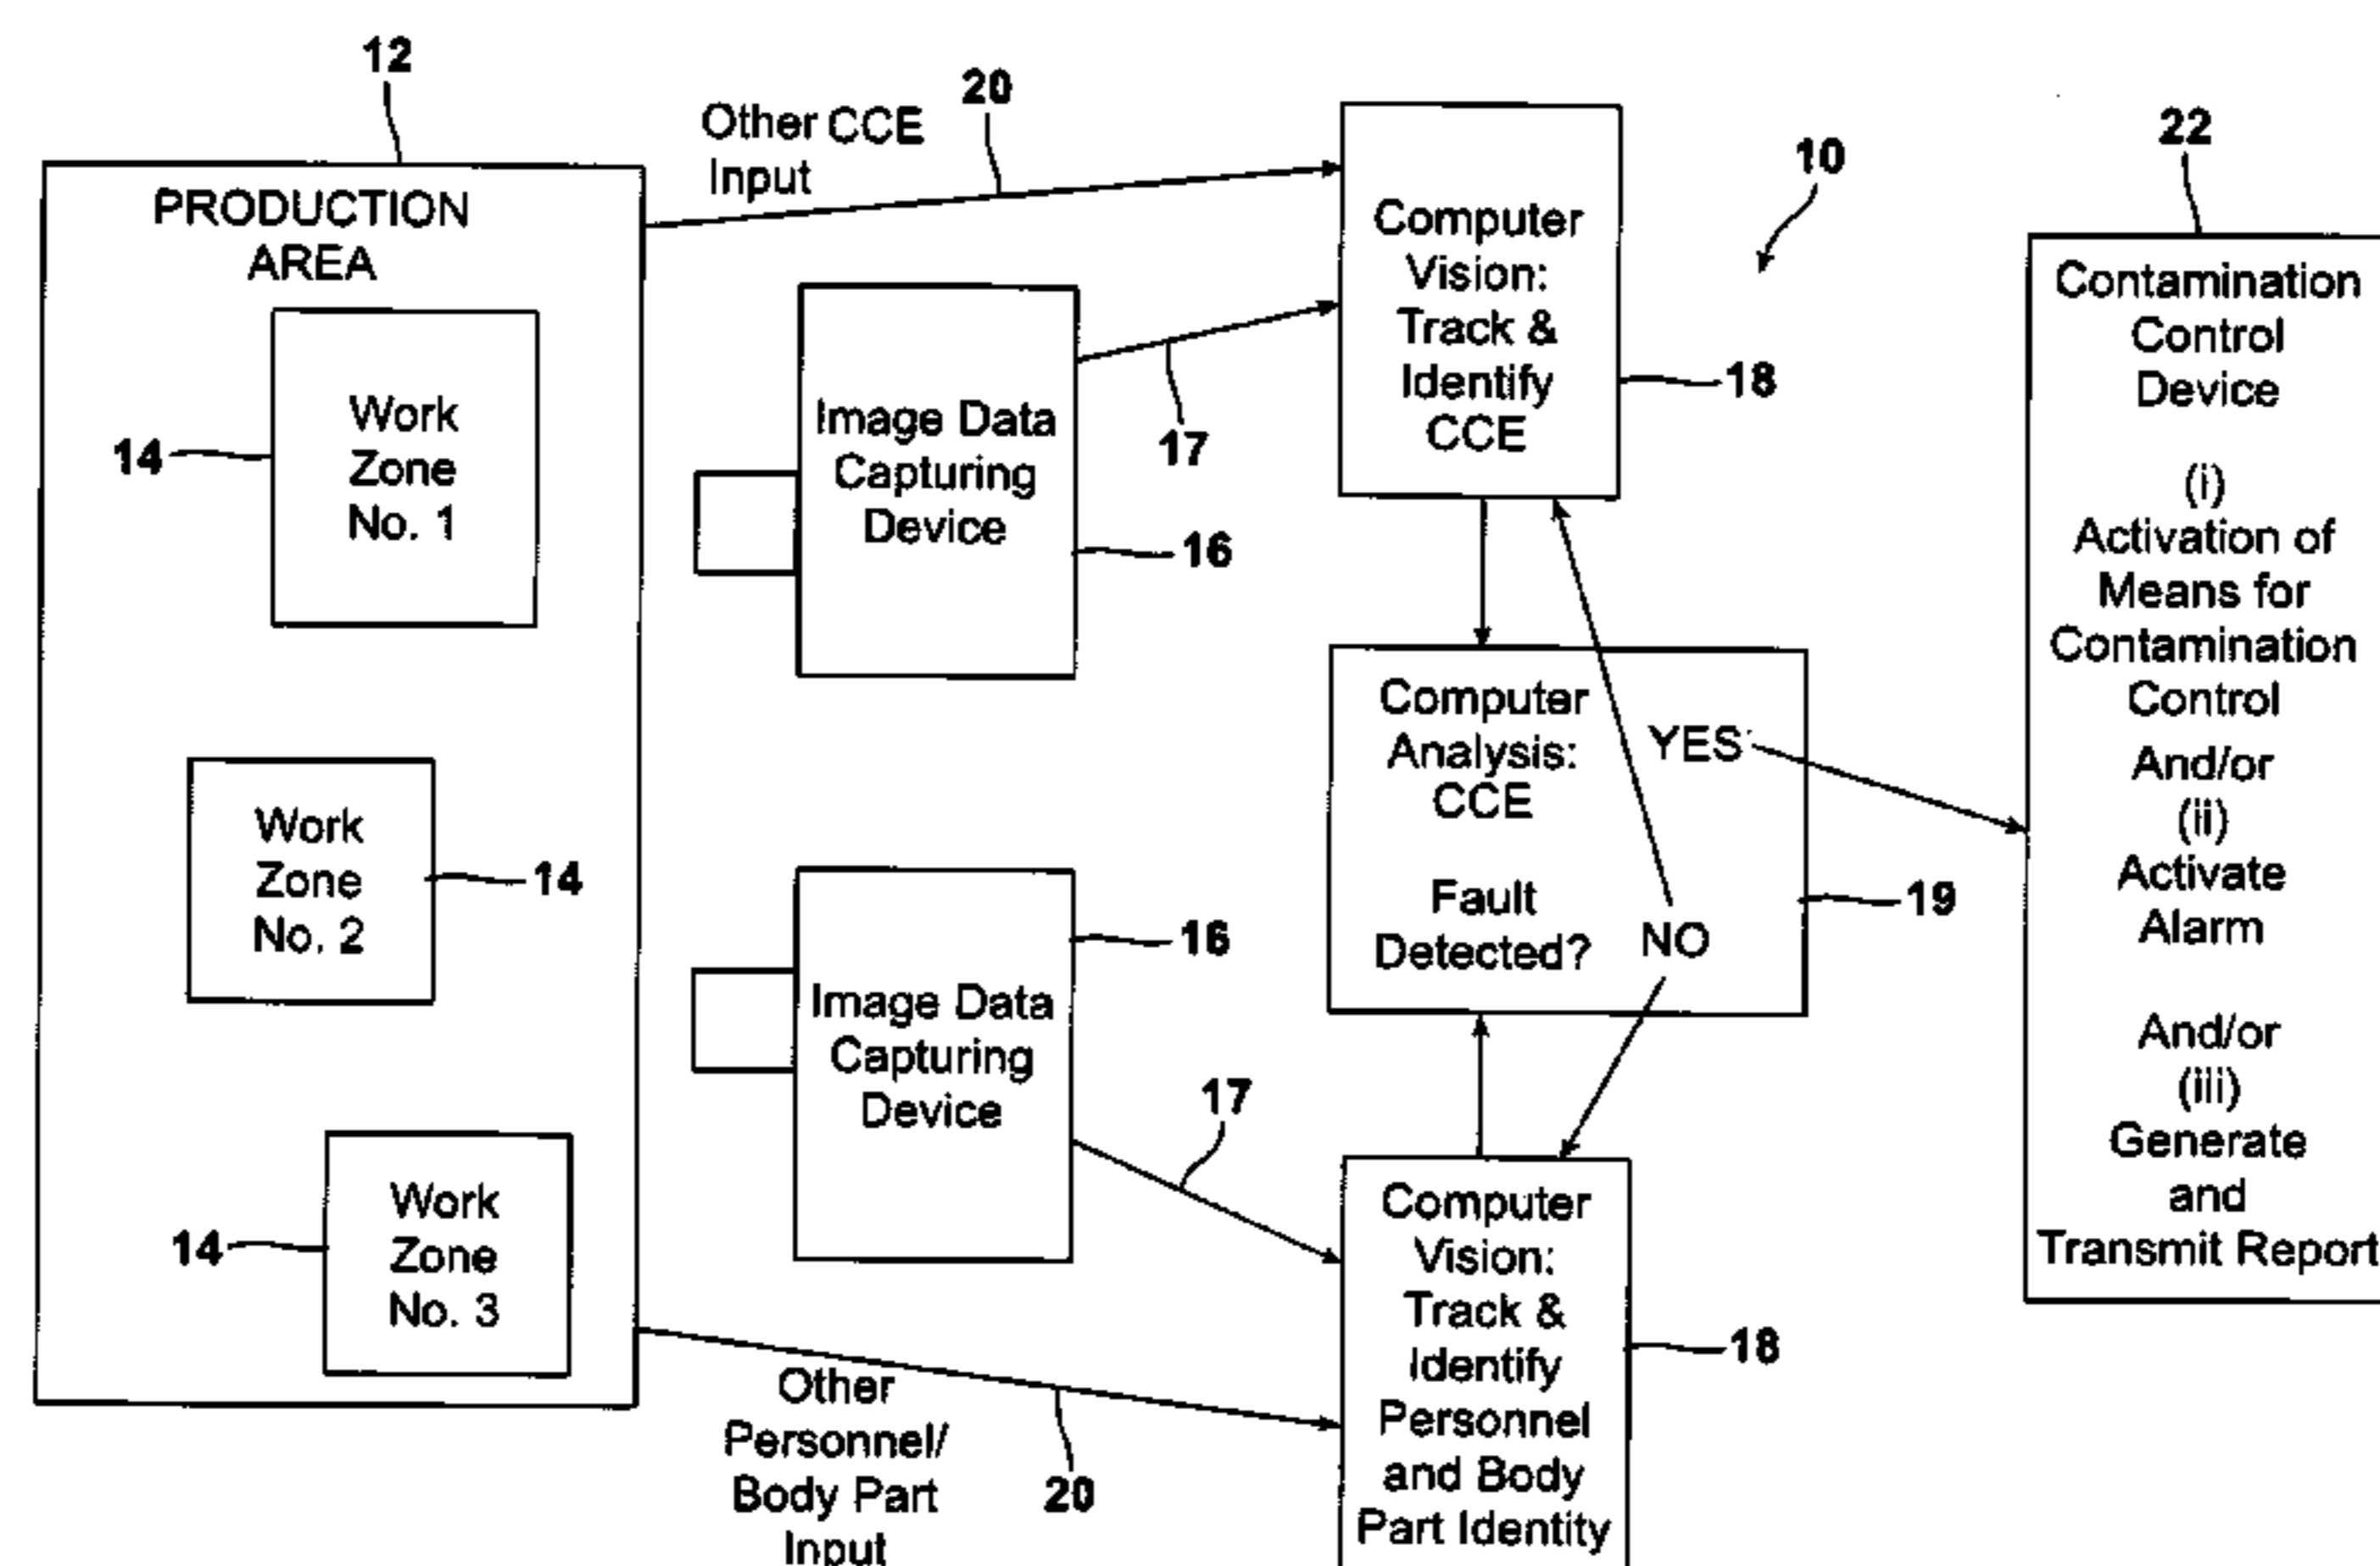 12
PRODUCTION
AREA
Work
Zone
No. 1
14
Work
Zone
No. 2
14
Work
Zone
No. 3
14
Other CCE
Input
20
Image Data
Capturing
Device
17
16
Image Data
Capturing
Device
16
17
Other
Personnel/
Body Part
Input
20
Computer
Vision:
Track &
Identify
CCE
18
10
Computer
Analysis:
CCE
Fault
Detected?
YES
NO
19
Computer
Vision:
Track &
Identify
Personnel
and Body
Part Identity
18
22
Contamination
Control
Device
(i)
Activation of
Means for
Contamination
Control
And/or
(ii)
Activate
Alarm
And/or
(iii)
Generate
and
Transmit Report